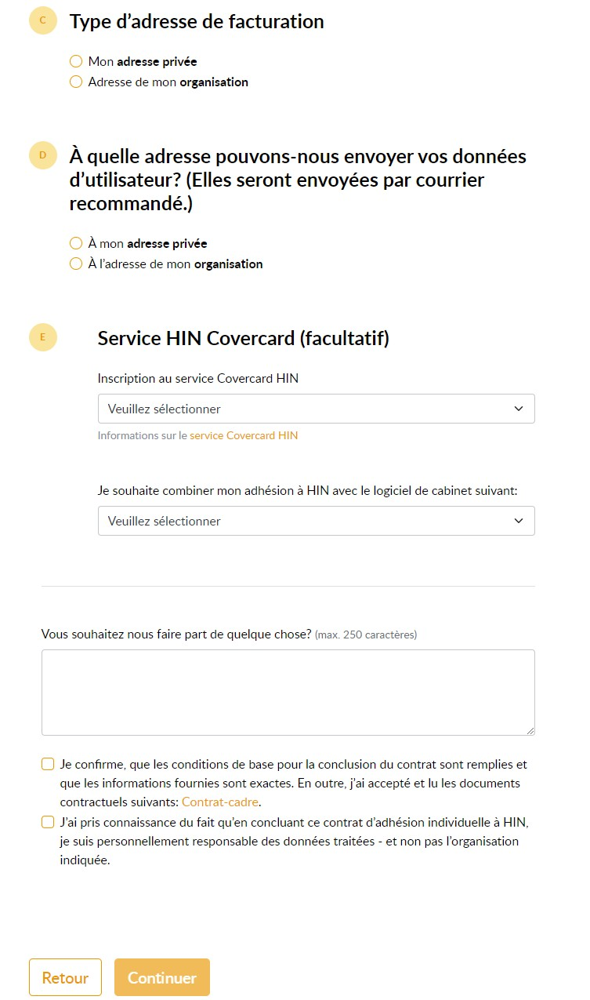 C
Type d’adresse de facturation
Mon adresse privée
Adresse de mon organisation
D
À quelle adresse pouvons-nous envoyer vos données
d’utilisateur? (Elles seront envoyées par courrier
recommandé.)
À mon adresse privée
À l’adresse de mon organisation
E
Service HIN Covercard (facultatif)
Inscription au service Covercard HIN
Veuillez sélectionner
Informations sur le service Covercard HIN
Je souhaite combiner mon adhésion à HIN avec le logiciel de cabinet suivant:
Veuillez sélectionner
Vous souhaitez nous faire part de quelque chose? (max. 250 caractères)
Je confirme, que les conditions de base pour la conclusion du contrat sont remplies et
que les informations fournies sont exactes. En outre, j’ai accepté et lu les documents
contractuels suivants: Contrat-cadre.
J’ai pris connaissance du fait qu’en concluant ce contrat d’adhésion individuelle à HIN,
je suis personnellement responsable des données traitées - et non pas l’organisation
indiquée.
Retour
Continuer